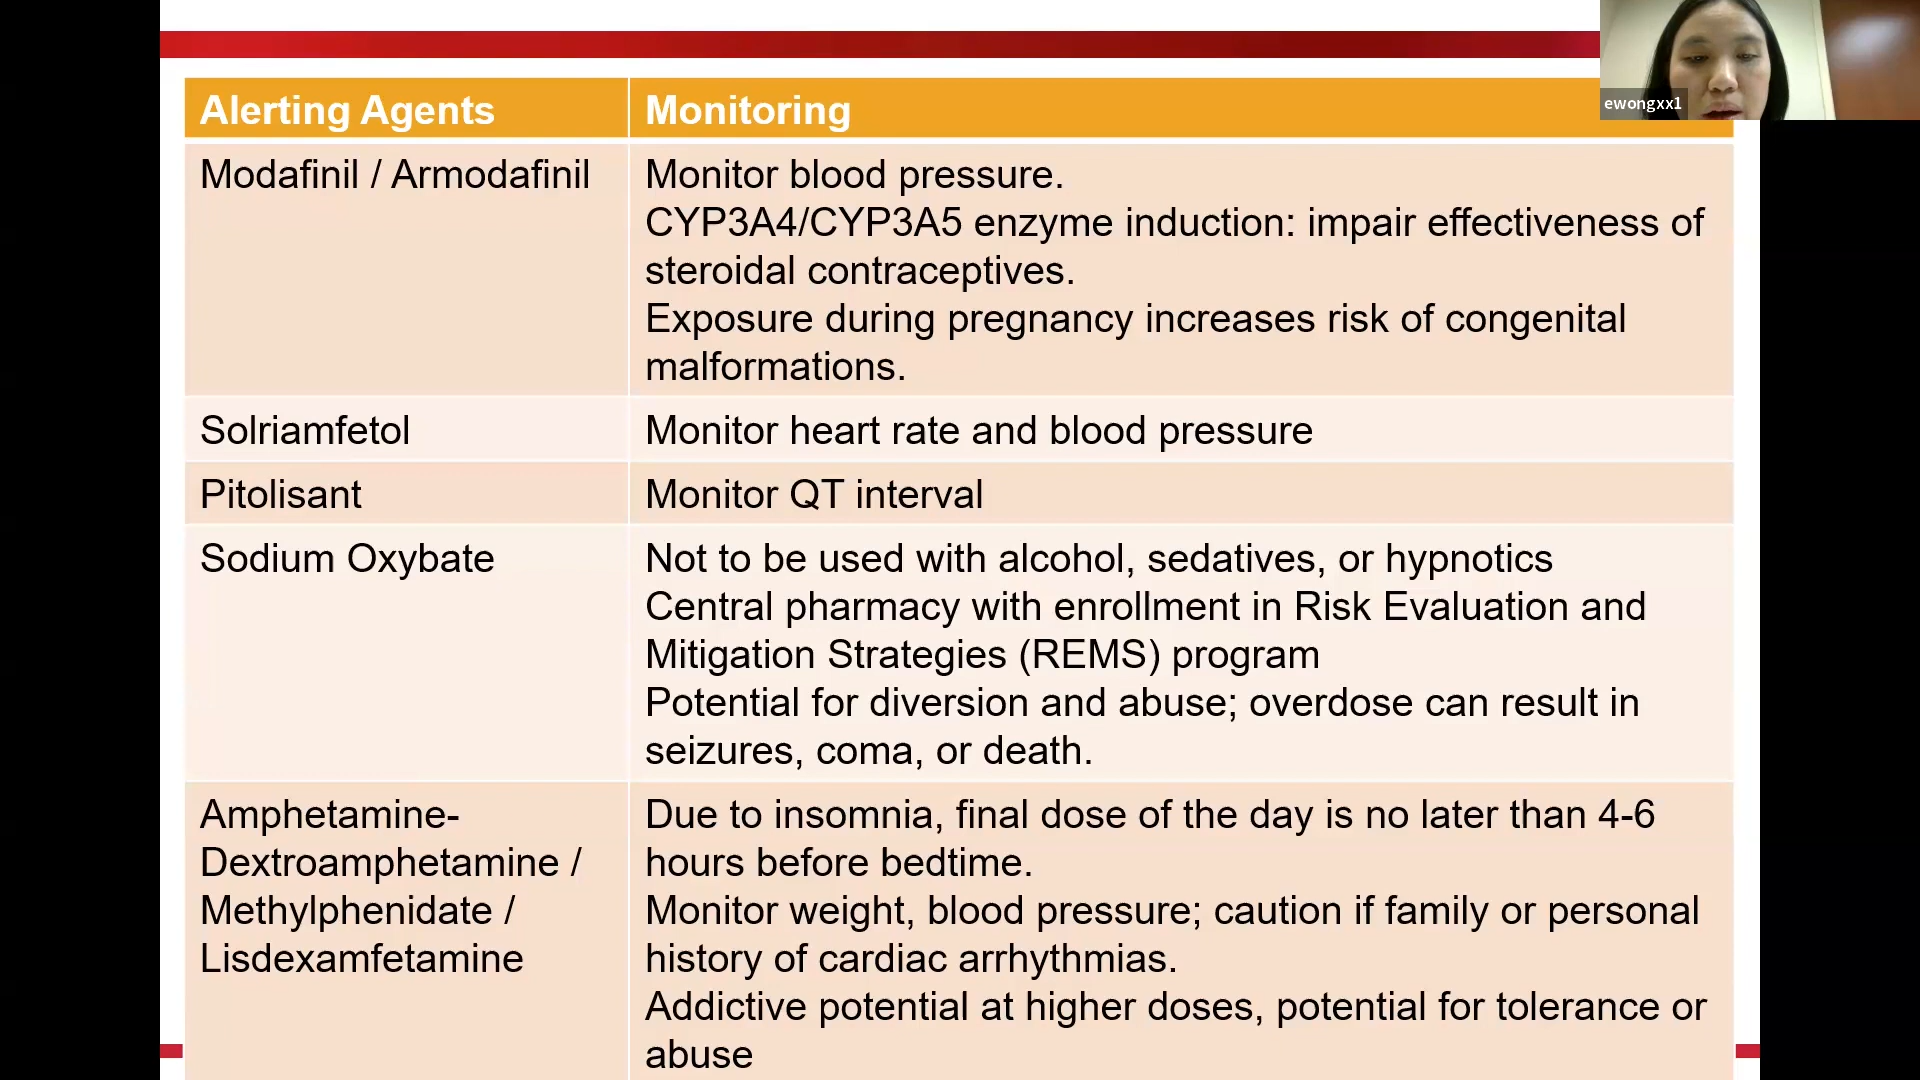 ewongxx1
Alerting Agents
Monitoring
Modafinil / Armodafinil
Monitor blood pressure.
CYP3A4/CYP3A5 enzyme induction: impair effectiveness of
steroidal contraceptives.
Exposure during pregnancy increases risk of congenital
malformations.
Solriamfetol
Monitor heart rate and blood pressure
Pitolisant
Monitor QT interval
Sodium Oxybate
Not to be used with alcohol, sedatives, or hypnotics
Central pharmacy with enrollment in Risk Evaluation and
Mitigation Strategies (REMS) program
Potential for diversion and abuse; overdose can result in
seizures, coma, or death.
Amphetamine-
Dextroamphetamine /
Methylphenidate /
Lisdexamfetamine
Due to insomnia, final dose of the day is no later than 4-6
hours before bedtime.
Monitor weight, blood pressure; caution if family or personal
history of cardiac arrhythmias.
Addictive potential at higher doses, potential for tolerance or
abuse